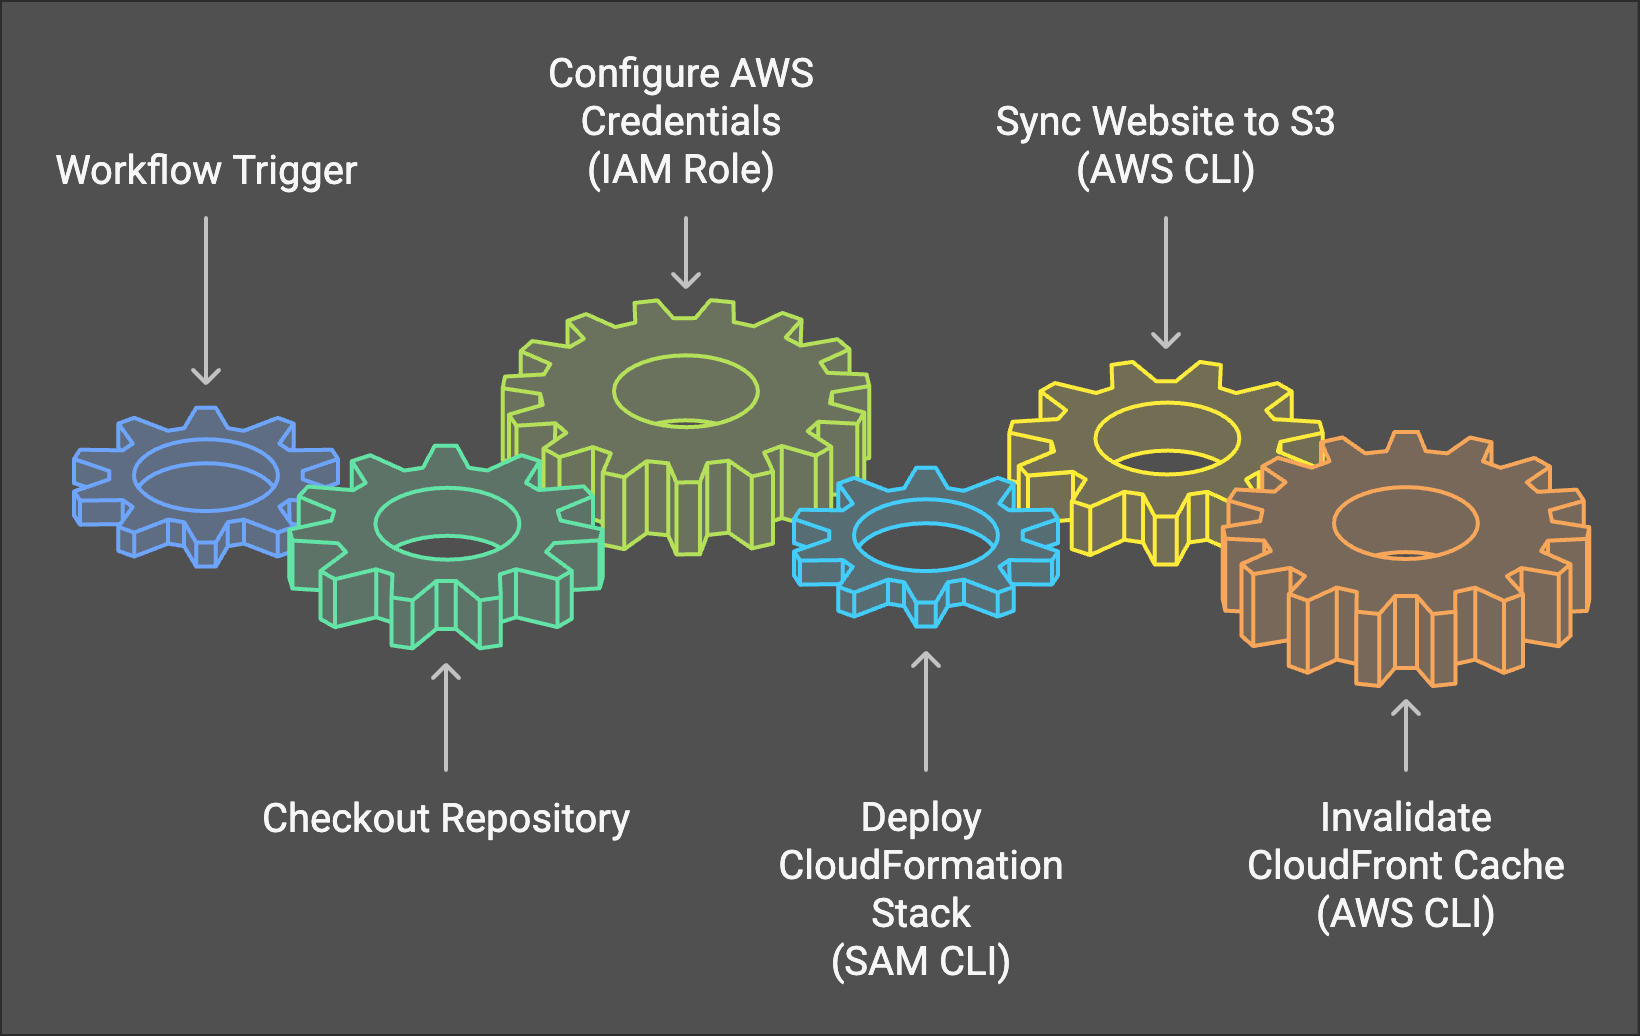 Workflow Trigger
Checkout Repository
Configure AWS
Credentials
(IAM Role)
Deploy
CloudFormation
Stack
(SAM CLI)
Sync Website to S3
(AWS CLI)
Invalidate
CloudFront Cache
(AWS CLI)